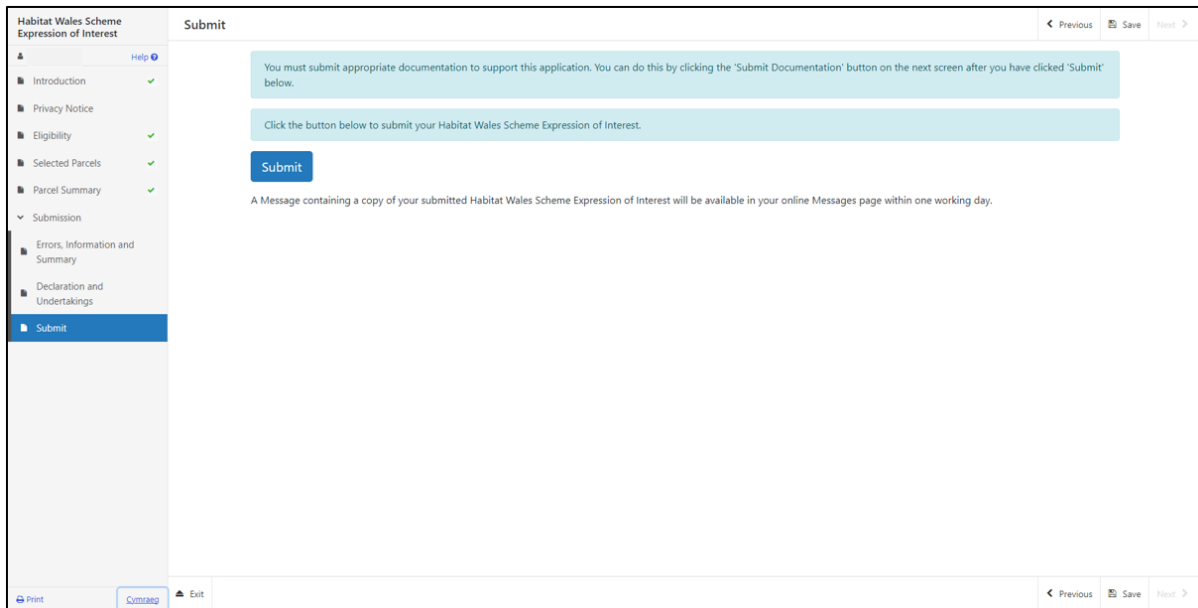 Habitat Wales Scheme
Expression of Interest
Help
Introduction
Privacy Notice
Eligibility
Selected Parcels
Parcel Summary
Submission
Errors, Information and
Summary
Declaration and
Undertakings
Submit
Print
Cymraeg
Submit
Previous
Save
Next
You must submit appropriate documentation to support this application. You can do this by clicking the 'Submit Documentation' button on the next screen after you have clicked 'Submit'
below.
Click the button below to submit your Habitat Wales Scheme Expression of Interest.
Submit
A Message containing a copy of your submitted Habitat Wales Scheme Expression of Interest will be available in your online Messages page within one working day.
Exit
Previous
Save
Next